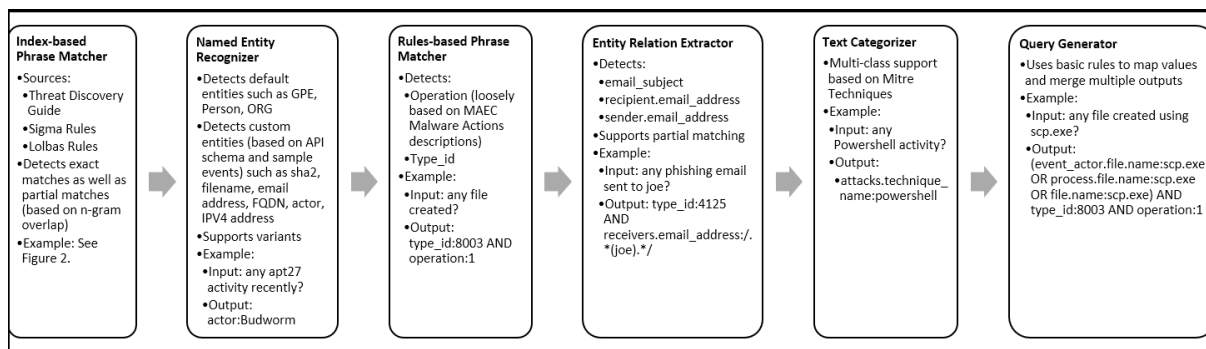 Index-based
Phrase Matcher
•Sources:
•Threat Discovery
Guide
•Sigma Rules
•Lolbas Rules
•Detects exact
matches as well as
partial matches
(based on n-gram
overlap)
•Example: See
Figure 2.
Named Entity
Recognizer
•Detects default
entities such as GPE,
Person, ORG
•Detects custom
entities (based on API
schema and sample
events) such as sha2,
filename, email
address, FQDN, actor,
IPV4 address
•Supports variants
•Example:
•Input: any apt27
activity recently?
•Output:
actor:Budworm
Rules-based Phrase
Matcher
•Detects:
•Operation (loosely
based on MAEC
Malware Actions
descriptions)
•Type_id
•Example:
•Input: any file
created?
•Output:
type_id:8003 AND
operation:1
Entity Relation Extractor
•Detects:
•email_subject
•recipient.email_address
•sender.email_address
•Supports partial matching
•Example:
•Input: any phishing email
sent to joe?
•Output: type_id:4125
AND
receivers.email_address:/.
*(joe).*/
Text Categorizer
•Multi-class support
based on Mitre
Techniques
•Example:
•Input: any
Powershell activity?
•Output:
•attacks.technique_
name:powershell
Query Generator
•Uses basic rules to map values
and merge multiple outputs
•Example:
•Input: any file created using
scp.exe?
•Output:
(event_actor.file.name:scp.exe
OR process.file.name:scp.exe
OR file.name:scp.exe) AND
type_id:8003 AND operation:1